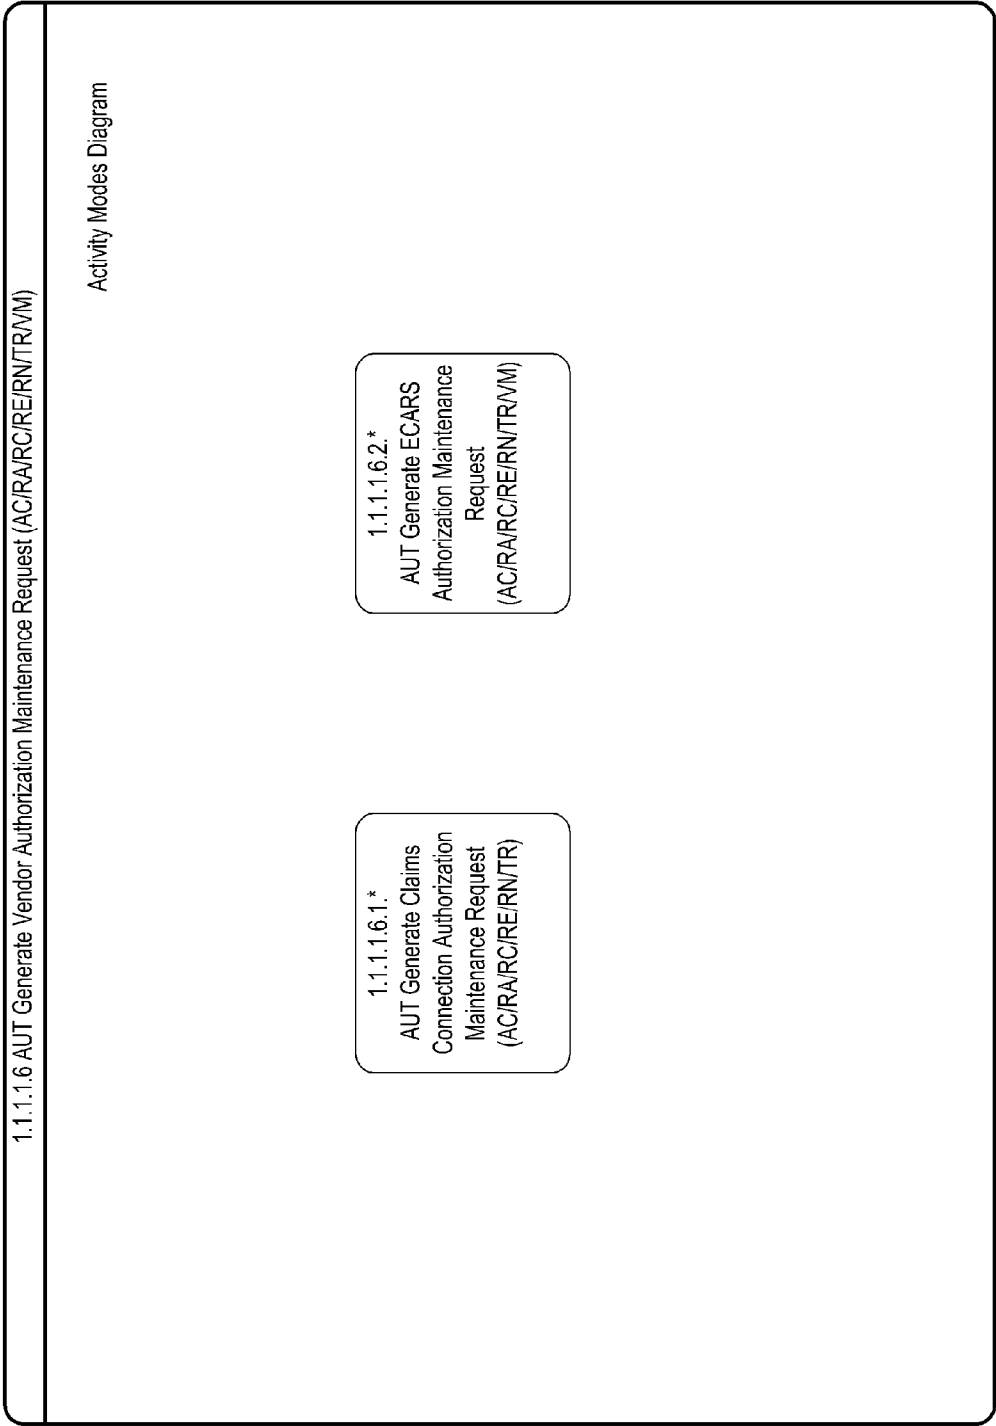 1.1.1.1.6 AUT Generate Vendor Authorization Maintenance Request (AC/RA/RC/RE/RN/TR/VM)
Activity Modes Diagram
1.1.1.1.6.1.*
AUT Generate Claims
Connection Authorization
Maintenance Request
(AC/RA/RC/RE/RN/TR)
1.1.1.1.6.2.*
AUT Generate ECARS
Authorization Maintenance
Request
(AC/RA/RC/RE/RN/TR/VM)